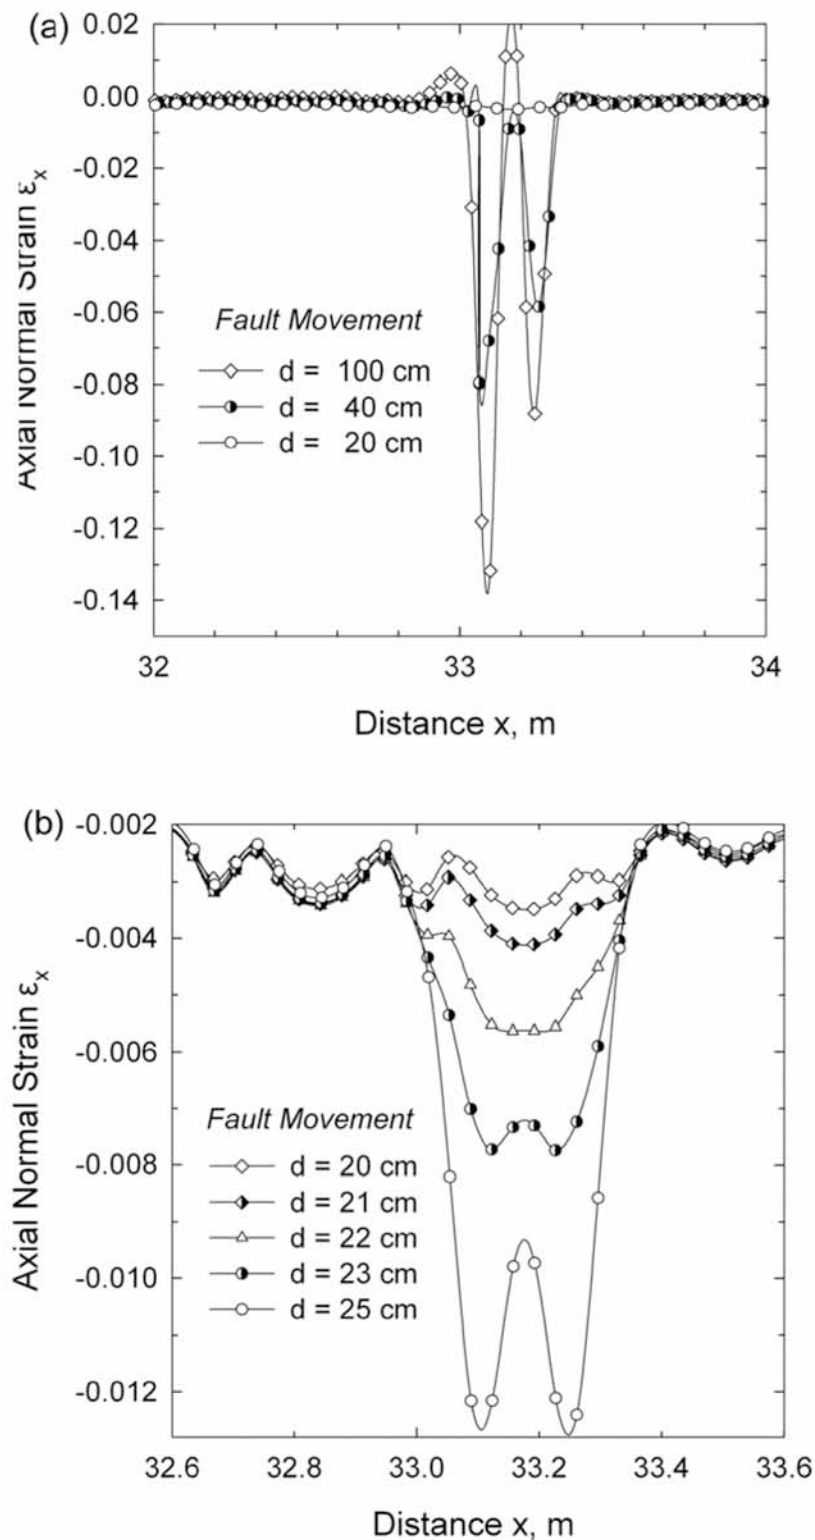 (a)
0.02
0.00
-0.02
-0.04
-0.06
-0.08
-0.10
-0.12
-0.14
Axial Normal Strain εx
Fault Movement
d = 100 cm
d = 40 cm
d = 20 cm
32
33
34
Distance x, m
(b)
-0.002
-0.004
-0.006
-0.008
-0.010
-0.012
Axial Normal Strain εx
Fault Movement
d = 20 cm
d = 21 cm
d = 22 cm
d = 23 cm
d = 25 cm
32.6
32.8
33.0
33.2
33.4
33.6
Distance x, m